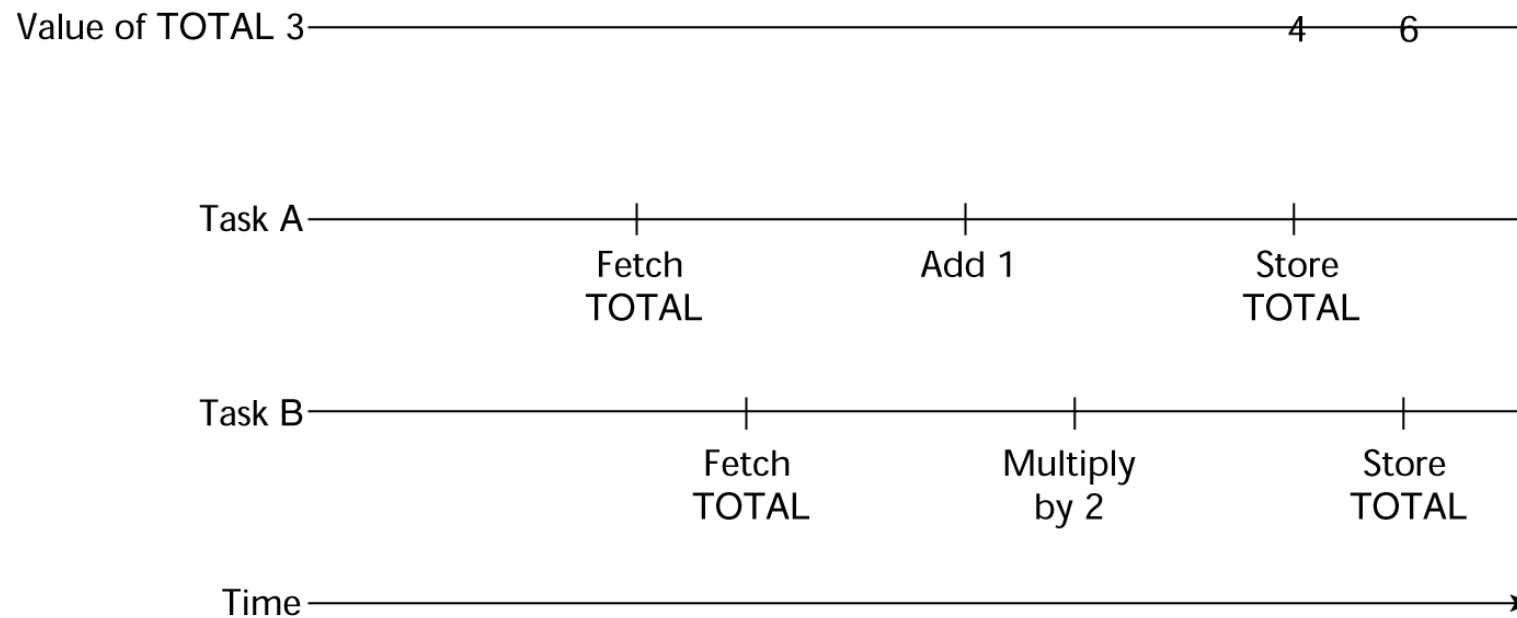 Value of TOTAL 3 4 6
Task A
Fetch Add 1 Store
TOTAL TOTAL
Task B
Fetch Multiply Store
TOTAL by 2 TOTAL
Time